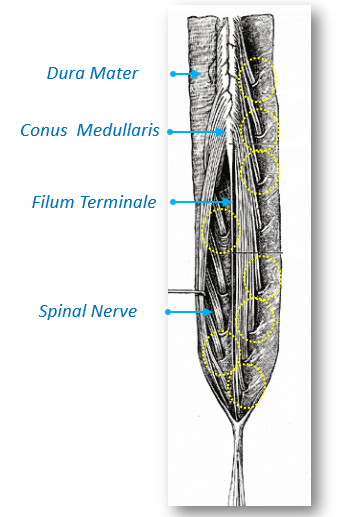 Dura Mater
Conus Medullaris
Filum Terminale
Spinal Nerve